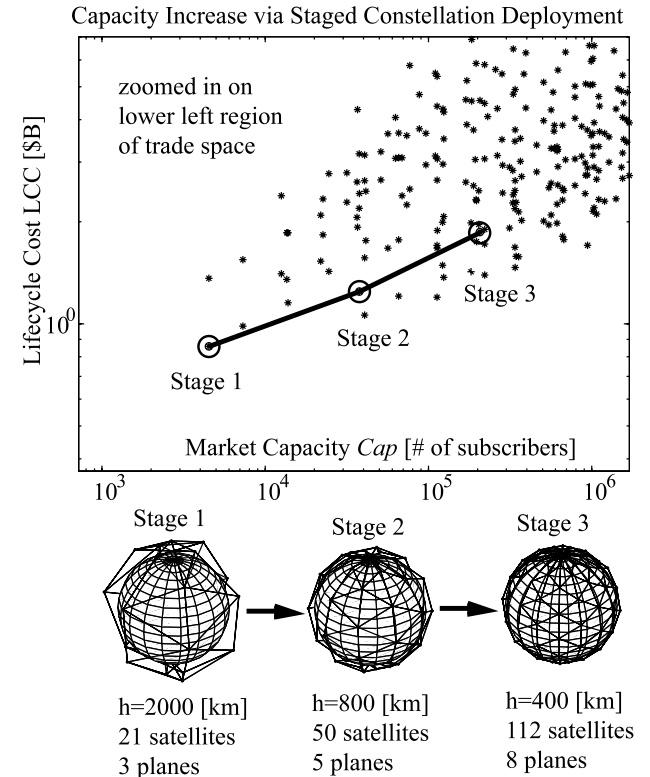 Capacity Increase via Staged Constellation Deployment
zoomed in on
lower left region
of trade space
Lifecycle Cost LCC [$B]
10^0
Stage 1
Stage 2
Stage 3
Market Capacity Cap [# of subscribers]
10^3 10^4 10^5 10^6
Stage 1 Stage 2 Stage 3
h=2000 [km]
21 satellites
3 planes
h=800 [km]
50 satellites
5 planes
h=400 [km]
112 satellites
8 planes